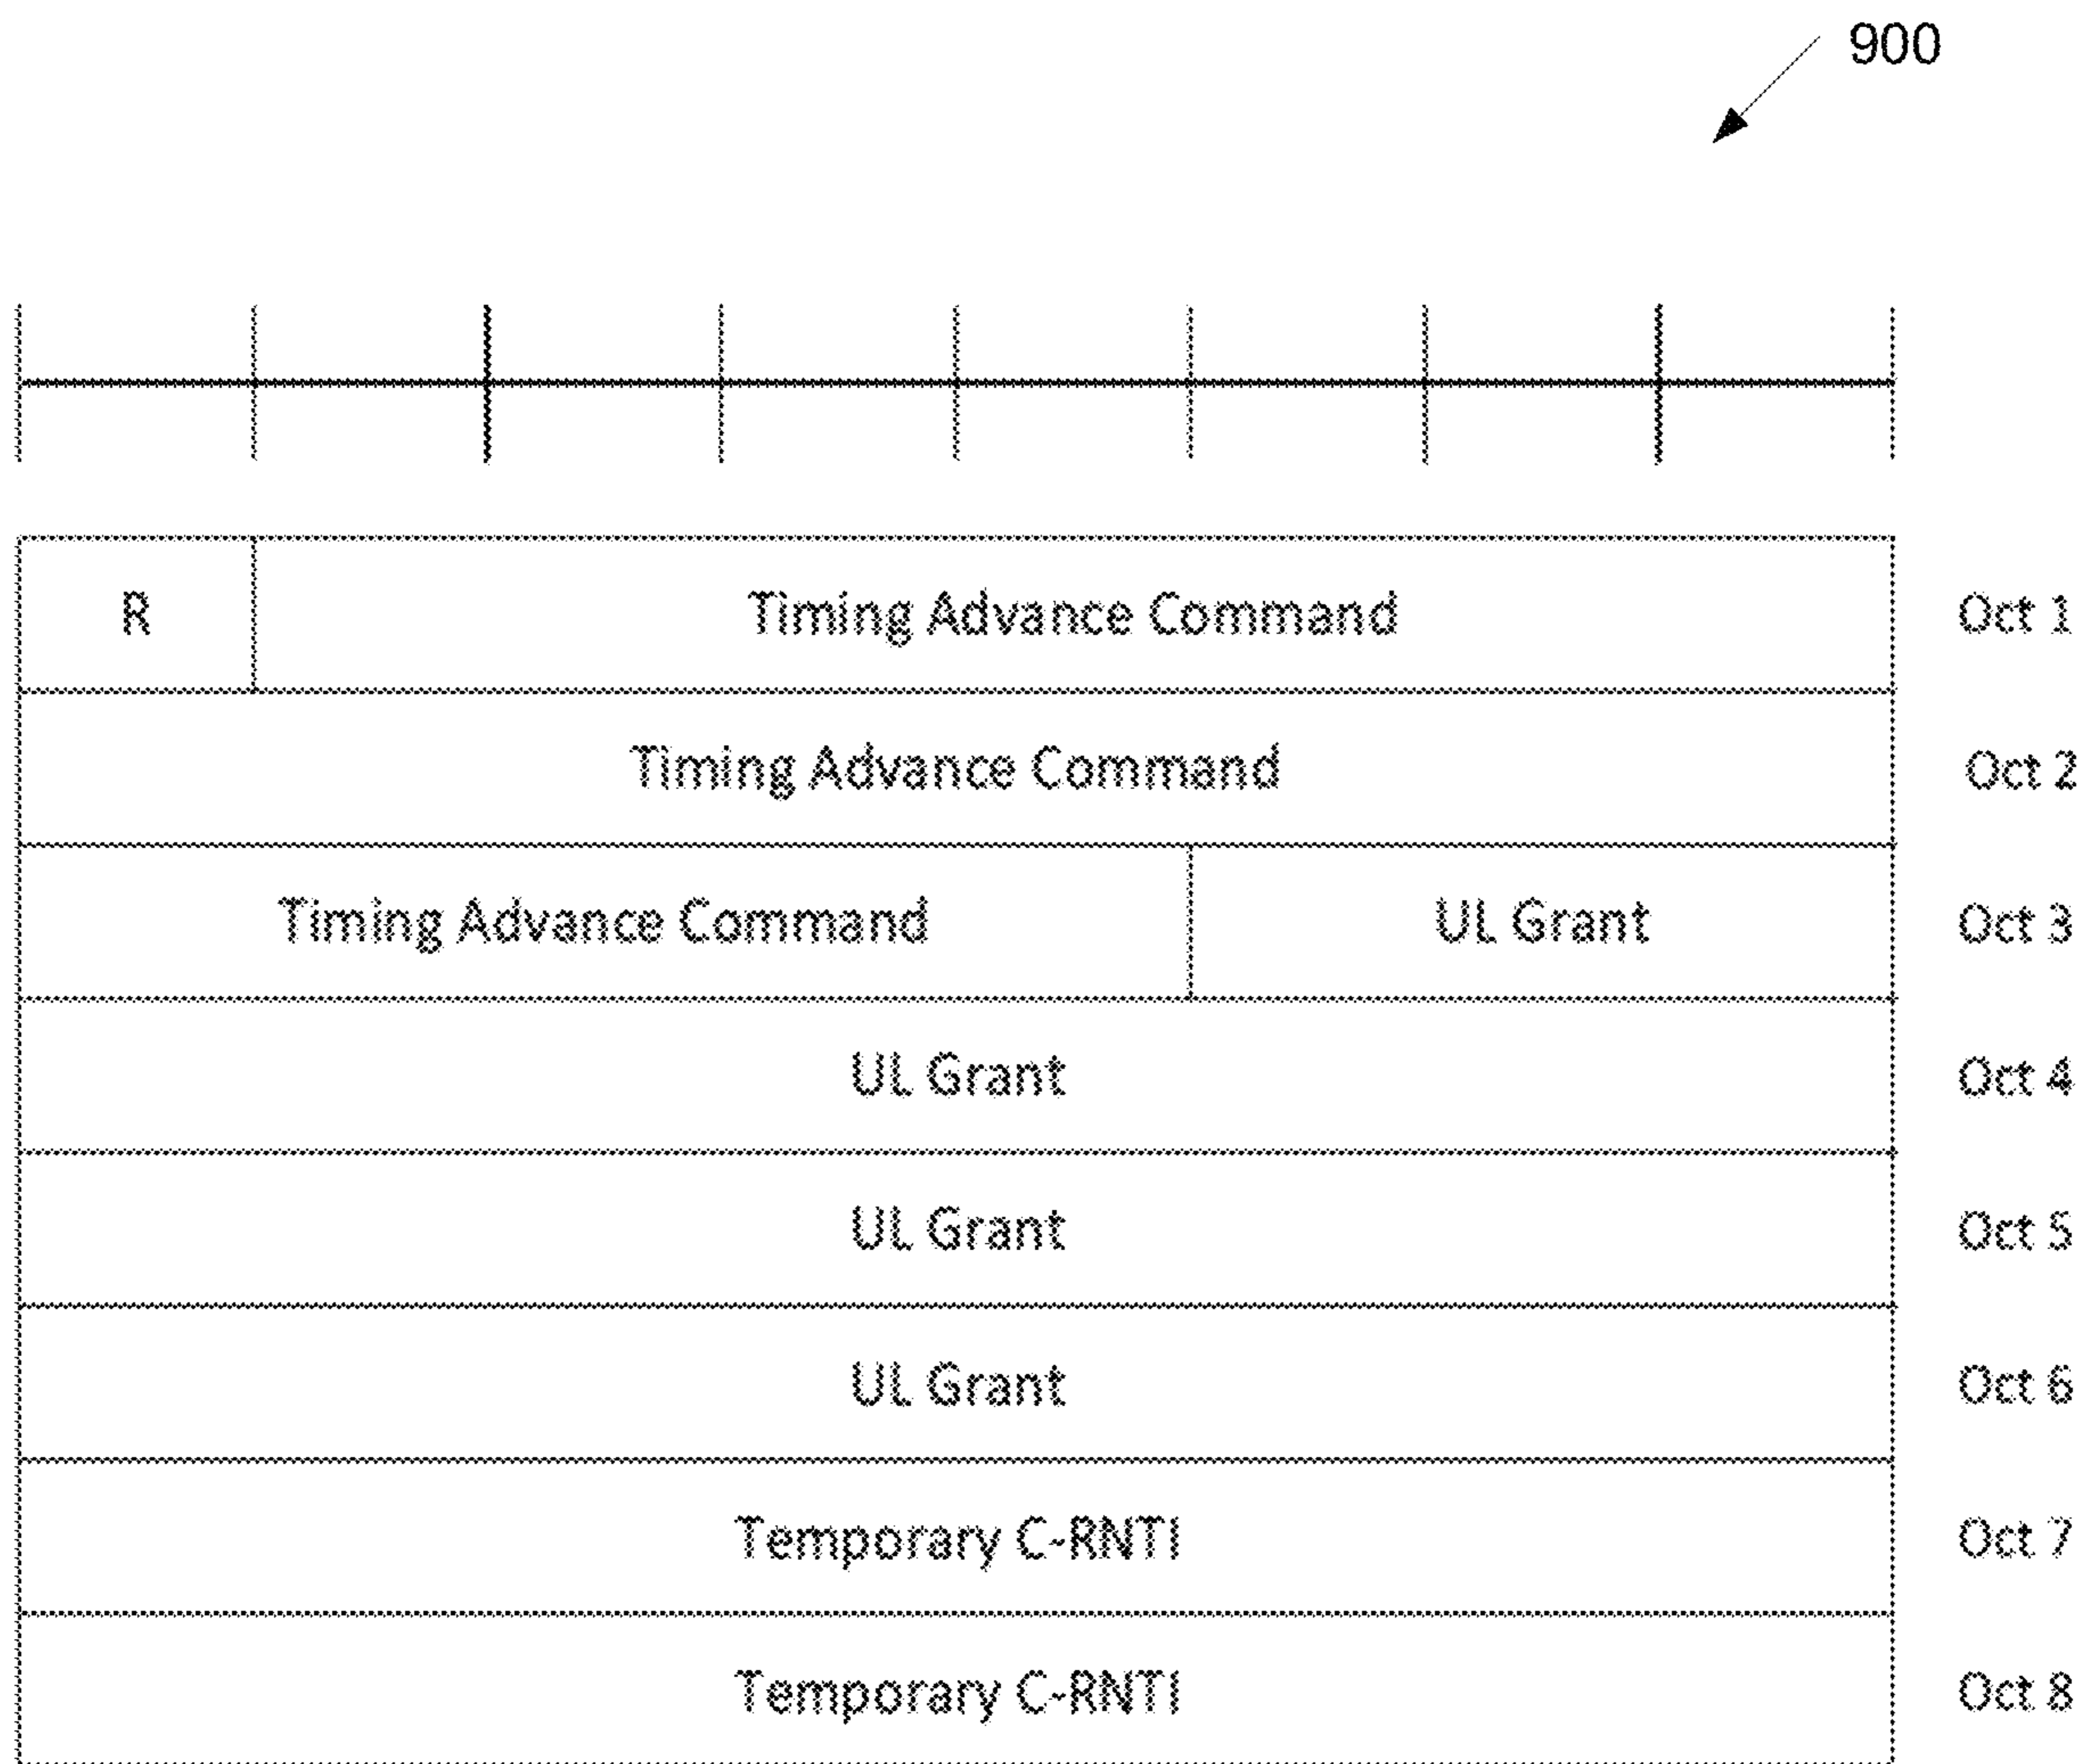 900
R Timing Advance Command Oct 1
Timing Advance Command Oct 2
Timing Advance Command UL Grant Oct 3
UL Grant Oct 4
UL Grant Oct 5
UL Grant Oct 6
Temporary C-RNTI Oct 7
Temporary C-RNTI Oct 8